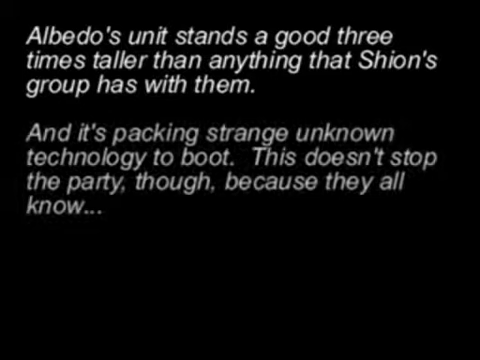 Albedo's unit stands a good three
times taller than anything that Shion's
group has with them.
And it's packing strange unknown
technology to boot.  This doesn't stop
the party, though, because they all
know...